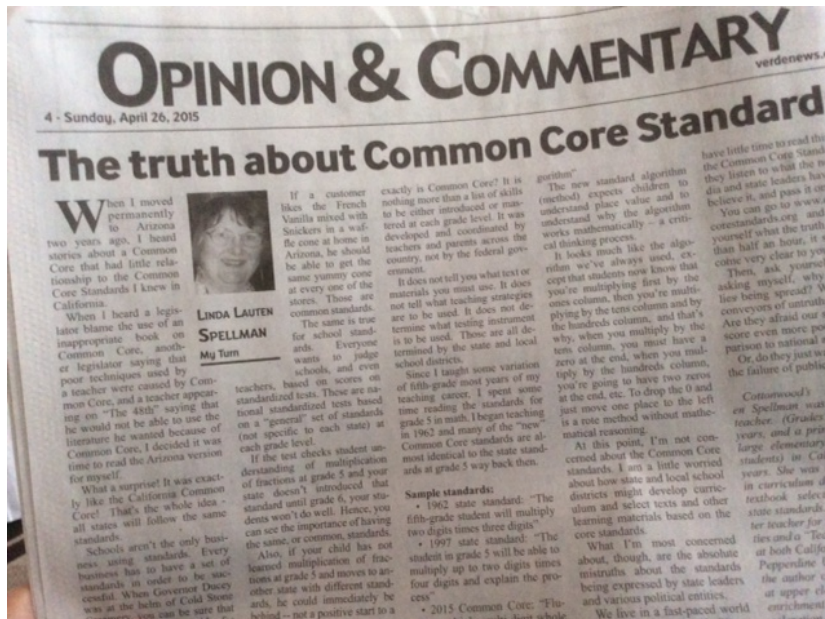 OPINION & COMMENTARY
verdenews.
4 - Sunday, April 26, 2015
The truth about Common Core Standard
When I moved
permanently
to Arizona
two years ago, I heard
stories about a Common
Core that had little rela-
tionship to the Common
Core Standards I knew in
California.
When I heard a legis-
lator blame the use of an
inappropriate book on
Common Core, anoth-
er legislator saying that
poor techniques used by
a teacher were caused by Com-
mon Core, and a teacher appear-
ing on "The 48th" saying that
he would not be able to use the
literature he wanted because of
Common Core, I decided it was
time to read the Arizona version
for myself.
What a surprise! It was exact-
ly like the California Common
Core! That's the whole idea -
all states will follow the same
standards.
Schools aren't the only busi-
ness using standards. Every
business has to have a set of
standards in order to be suc-
cessful. When Governor Ducey
was at the helm of Cold Stone
you can be sure that
LINDA LAUTEN
SPELLMAN
My Turn
If a customer
likes the French
Vanilla mixed with
Snickers in a waf-
fle cone at home in
Arizona, he should
be able to get the
same yummy cone
at every one of the
stores. Those are
common standards.
The same is true
for school stand-
ards. Everyone
wants to judge
schools, and even
teachers, based on scores on
standardized tests. These are na-
tional standardized tests based
on a "general" set of standards
(not specific to each state) at
each grade level.
If the test checks student un-
derstanding of multiplication
of fractions at grade 5 and your
state doesn't introduced that
standard until grade 6, your stu-
dents won't do well. Hence, you
can see the importance of having
the same, or common, standards.
Also, if your child has not
learned multiplication of frac-
tions at grade 5 and moves to an-
other state with different stand-
ards, he could immediately be
behind -- not a positive start to a
exactly is Common Core? It is
nothing more than a list of skills
to be either introduced or mas-
tered at each grade level. It was
developed and coordinated by
teachers and parents across the
country, not by the federal gov-
ernment.
It does not tell you what text or
materials you must use. It does
not tell what teaching strategies
are to be used. It does not de-
termine what testing instrument
is to be used. Those are all de-
termined by the state and local
school districts.
Since I taught some variation
of fifth-grade most years of my
teaching career, I spent some
time reading the standards for
grade 5 in math. I began teaching
in 1962 and many of the "new"
Common Core standards are al-
most identical to the state stand-
ards at grade 5 way back then.
Sample standards:
• 1962 state standard: "The
fifth-grade student will multiply
two digits times three digits"
• 1997 state standard: "The
student in grade 5 will be able to
multiply up to two digits times
four digits and explain the pro-
cess"
• 2015 Common Core: "Flu-
gorithm"
The new standard algorithm
(method) expects children to
understand place value and to
understand why the algorithm
works mathematically – a criti-
cal thinking process.
It looks much like the algo-
rithm we've always used, ex-
cept that students now know that
you're multiplying first by the
ones column, then you're multi-
plying by the tens column and by
the hundreds column, and that's
why, when you multiply by the
tens column, you must have a
zero at the end, when you mul-
tiply by the hundreds column,
you're going to have two zeros
at the end, etc. To drop the 0 and
just move one place to the left
is a rote method without mathe-
matical reasoning.
At this point, I'm not con-
cerned about the Common Core
standards. I am a little worried
about how state and local school
districts might develop curric-
ulum and select texts and other
learning materials based on the
core standards.
What I'm most concerned
about, though, are the absolute
mistruths about the standards
being expressed by state leaders
and various political entities.
We live in a fast-paced world
have little time to read thi
the Common Core Stand
they listen to what the n
dia and state leaders ha
believe it, and pass it on
You can go to www.
corestandards.org and
yourself what the truth
than half an hour, it
come very clear to you
Then, ask yourself
asking myself, why
lies being spread? W
conveyors of untruth
Are they afraid our
score even more poo
parison to national
Or, do they just w
the failure of public
Cottonwood's
en Spellman was
teacher. (Grades
years, and a prin
large elementary
students) in Ca
years. She was
in curriculum d
textbook selec
state standards
ter teacher for
ties and a "Tea
at both Califo
Pepperdine
the author
at upper el
enrichment